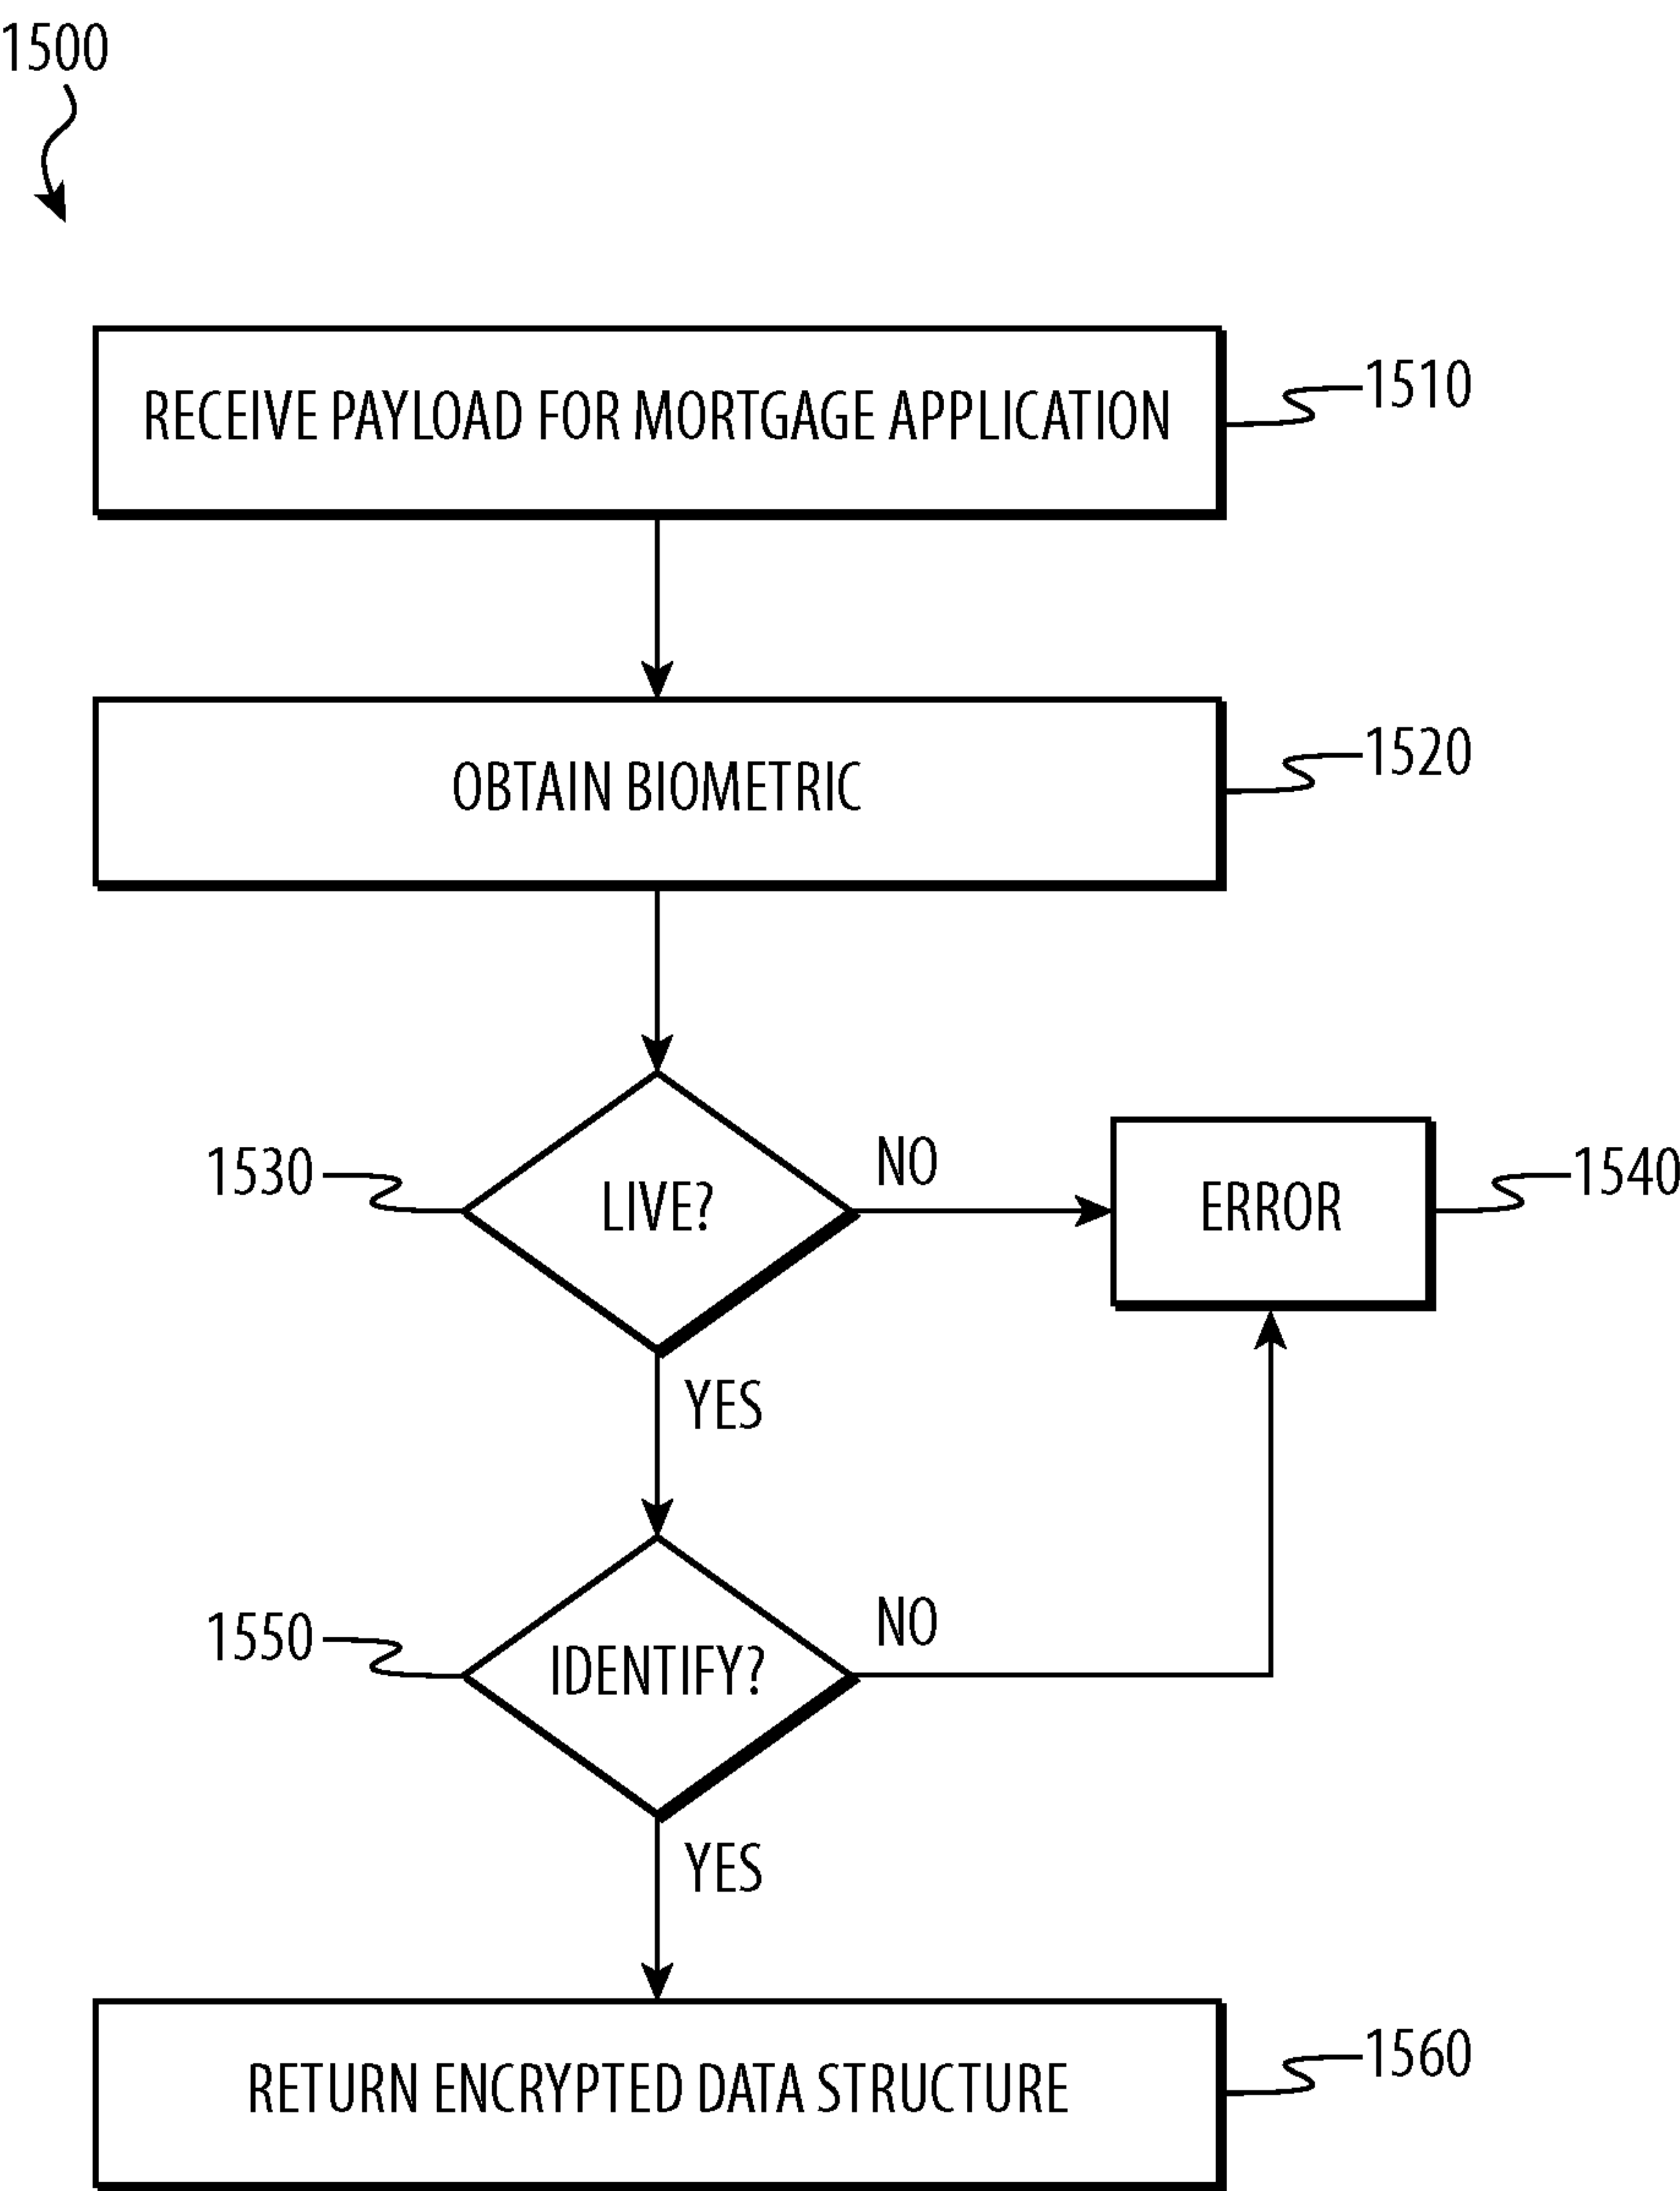 1500
RECEIVE PAYLOAD FOR MORTGAGE APPLICATION
1510
OBTAIN BIOMETRIC
1520
1530
LIVE?
NO
ERROR
1540
YES
1550
IDENTIFY?
NO
YES
RETURN ENCRYPTED DATA STRUCTURE
1560